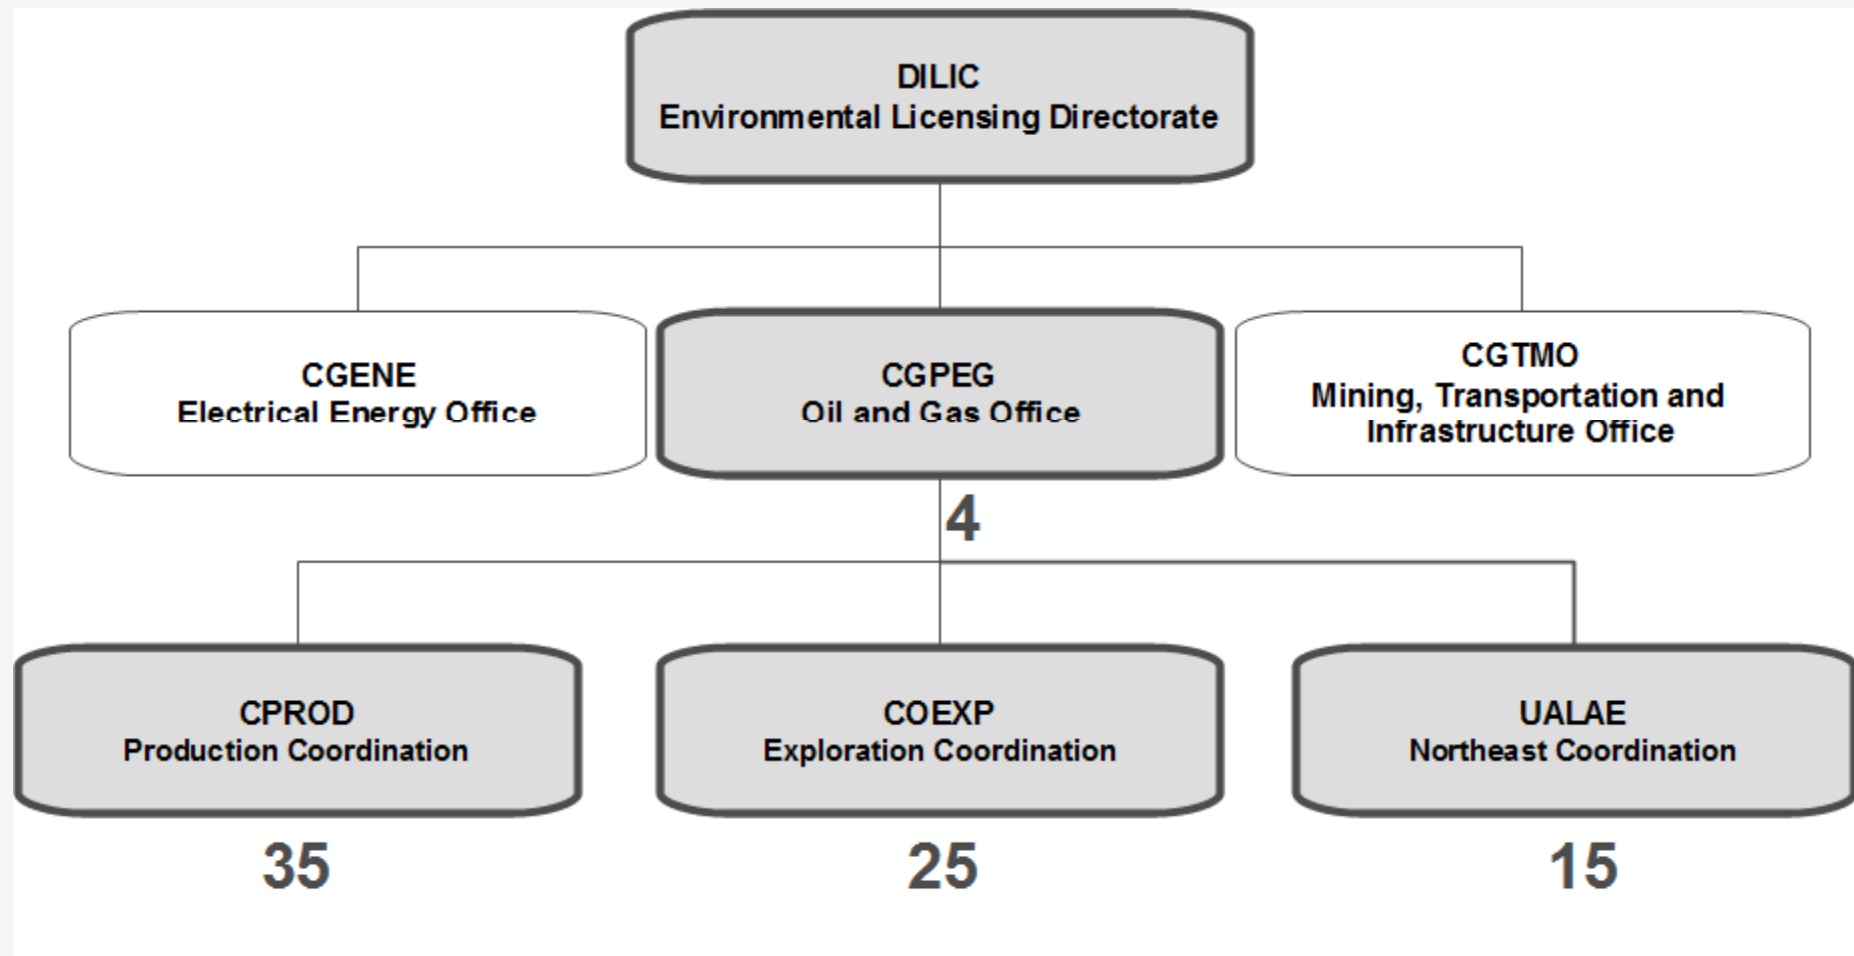 DILIC
Environmental Licensing Directorate
CGENE
Electrical Energy Office
CGPEG
Oil and Gas Office
CGTMO
Mining, Transportation and
Infrastructure Office
4
CPROD
Production Coordination
COEXP
Exploration Coordination
UALAE
Northeast Coordination
35
25
15